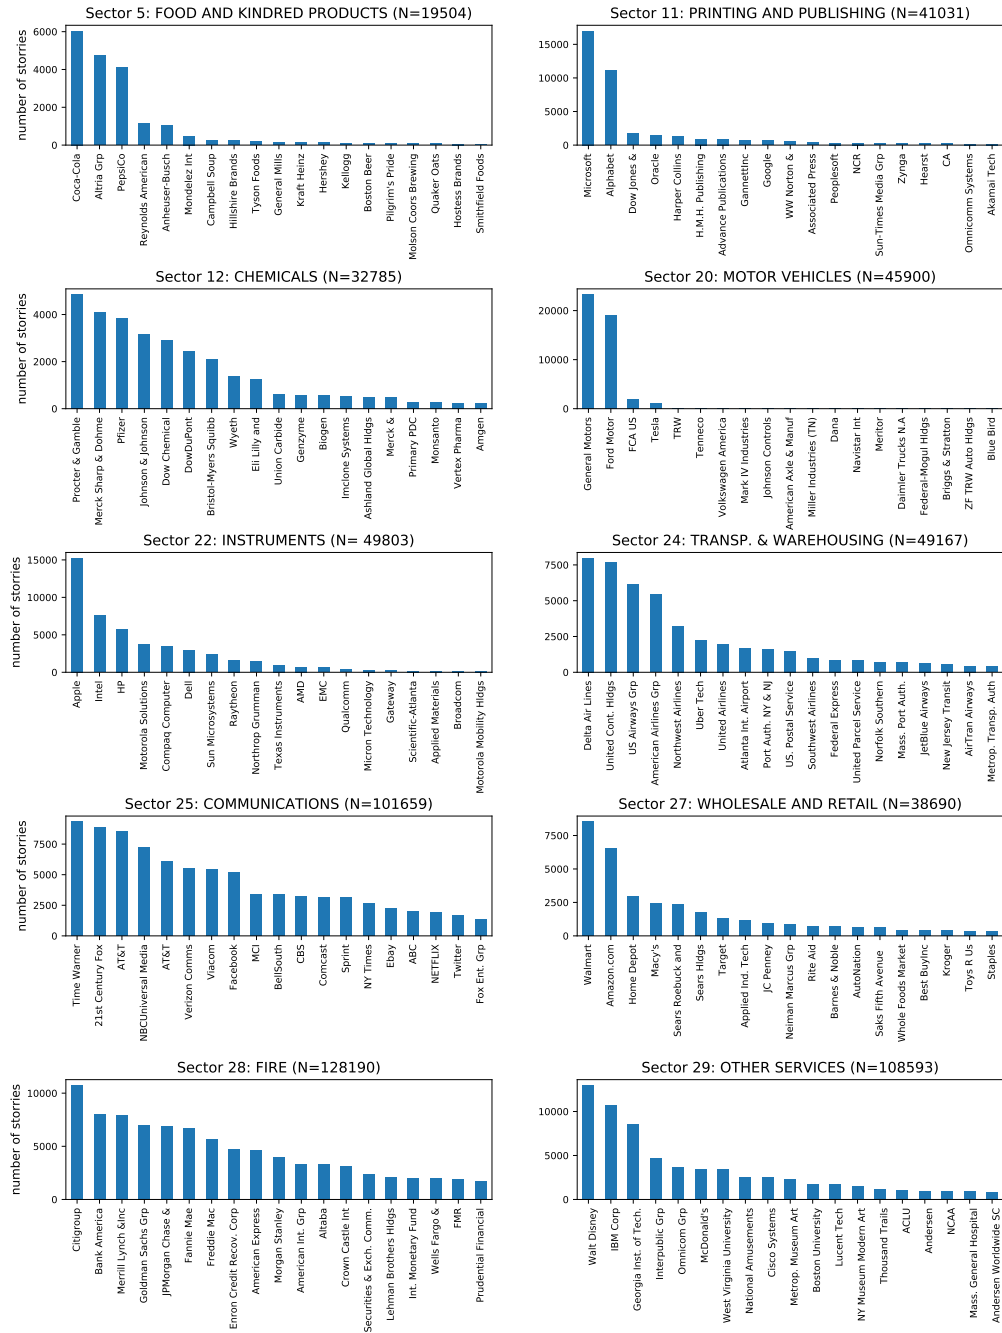 Sector 5: FOOD AND KINDRED PRODUCTS (N=19504)
number of storries
6000
4000
2000
0
Coca-Cola
Altria Grp
PepsiCo
Reynolds American
Anheuser-Busch
Mondelez Int
Campbell Soup
Hillshire Brands
Tyson Foods
General Mills
Kraft Heinz
Hershey
Kellogg
Boston Beer
Pilgrim's Pride
Molson Coors Brewing
Quaker Oats
Hostess Brands
Smithfield Foods
Sector 11: PRINTING AND PUBLISHING (N=41031)
15000
10000
5000
0
Microsoft
Alphabet
Dow Jones &
Oracle
Harper Collins
H.M.H. Publishing
Advance Publications
GannettInc
Google
WW Norton &
Associated Press
Peoplesoft
NCR
Sun-Times Media Grp
Zynga
Hearst
CA
Omnicomm Systems
Akamai Tech
Sector 12: CHEMICALS (N=32785)
number of storries
4000
2000
0
Procter & Gamble
Merck Sharp & Dohme
Pfizer
Johnson & Johnson
Dow Chemical
DowDuPont
Bristol-Myers Squibb
Wyeth
Eli Lilly and
Union Carbide
Genzyme
Biogen
Imclone Systems
Ashland Global Hldgs
Merck &
Primary PDC
Monsanto
Vertex Pharma
Amgen
Sector 20: MOTOR VEHICLES (N=45900)
20000
10000
0
General Motors
Ford Motor
FCA US
Tesla
TRW
Tenneco
Volkswagen America
Mark IV Industries
Johnson Controls
American Axle & Manuf
Miller Industries (TN)
Dana
Navistar Int
Meritor
Daimler Trucks N.A
Federal-Mogul Hldgs
Briggs & Stratton
ZF TRW Auto Hldgs
Blue Bird
Sector 22: INSTRUMENTS (N= 49803)
number of storries
15000
10000
5000
0
Apple
Intel
HP
Motorola Solutions
Compaq Computer
Dell
Sun Microsystems
Raytheon
Northrop Grumman
Texas Instruments
AMD
EMC
Qualcomm
Micron Technology
Gateway
Scientific-Atlanta
Applied Materials
Broadcom
Motorola Mobility Hldgs
Sector 24: TRANSP. & WAREHOUSING (N=49167)
7500
5000
2500
0
Delta Air Lines
United Cont. Hldgs
US Airways Grp
American Airlines Grp
Northwest Airlines
Uber Tech
United Airlines
Atlanta Int. Airport
Port Auth. NY & NJ
US. Postal Service
Southwest Airlines
Federal Express
United Parcel Service
Norfolk Southern
Mass. Port Auth.
JetBlue Airways
New Jersey Transit
AirTran Airways
Metrop. Transp. Auth
Sector 25: COMMUNICATIONS (N=101659)
number of storries
7500
5000
2500
0
Time Warner
21st Century Fox
AT&T
NBCUniversal Media
AT&T
Verizon Comms
Viacom
Facebook
MCI
BellSouth
CBS
Comcast
Sprint
NY Times
Ebay
ABC
NETFLIX
Twitter
Fox Ent. Grp
Sector 27: WHOLESALE AND RETAIL (N=38690)
7500
5000
2500
0
Walmart
Amazon.com
Home Depot
Macy's
Sears Roebuck and
Sears Hldgs
Target
Applied Ind. Tech
JC Penney
Neiman Marcus Grp
Rite Aid
Barnes & Noble
AutoNation
Saks Fifth Avenue
Whole Foods Market
Best BuyInc
Kroger
Toys R Us
Staples
Sector 28: FIRE (N=128190)
number of storries
10000
5000
0
Citigroup
Bank America
Merrill Lynch &inc
Goldman Sachs Grp
JPMorgan Chase &
Fannie Mae
Freddie Mac
Enron Credit Recov. Corp
American Express
Morgan Stanley
American Int. Grp
Altaba
Crown Castle Int
Securities & Exch. Comm.
Lehman Brothers Hldgs
Int. Monetary Fund
Wells Fargo &
FMR
Prudential Financial
Sector 29: OTHER SERVICES (N=108593)
10000
5000
0
Walt Disney
IBM Corp
Georgia Inst. of Tech.
Interpublic Grp
Omnicom Grp
McDonald's
West Virginia University
National Amusements
Cisco Systems
Metrop. Museum Art
Boston University
Lucent Tech
NY Museum Modern Art
Thousand Trails
ACLU
Andersen
NCAA
Mass. General Hospital
Andersen Worldwide SC